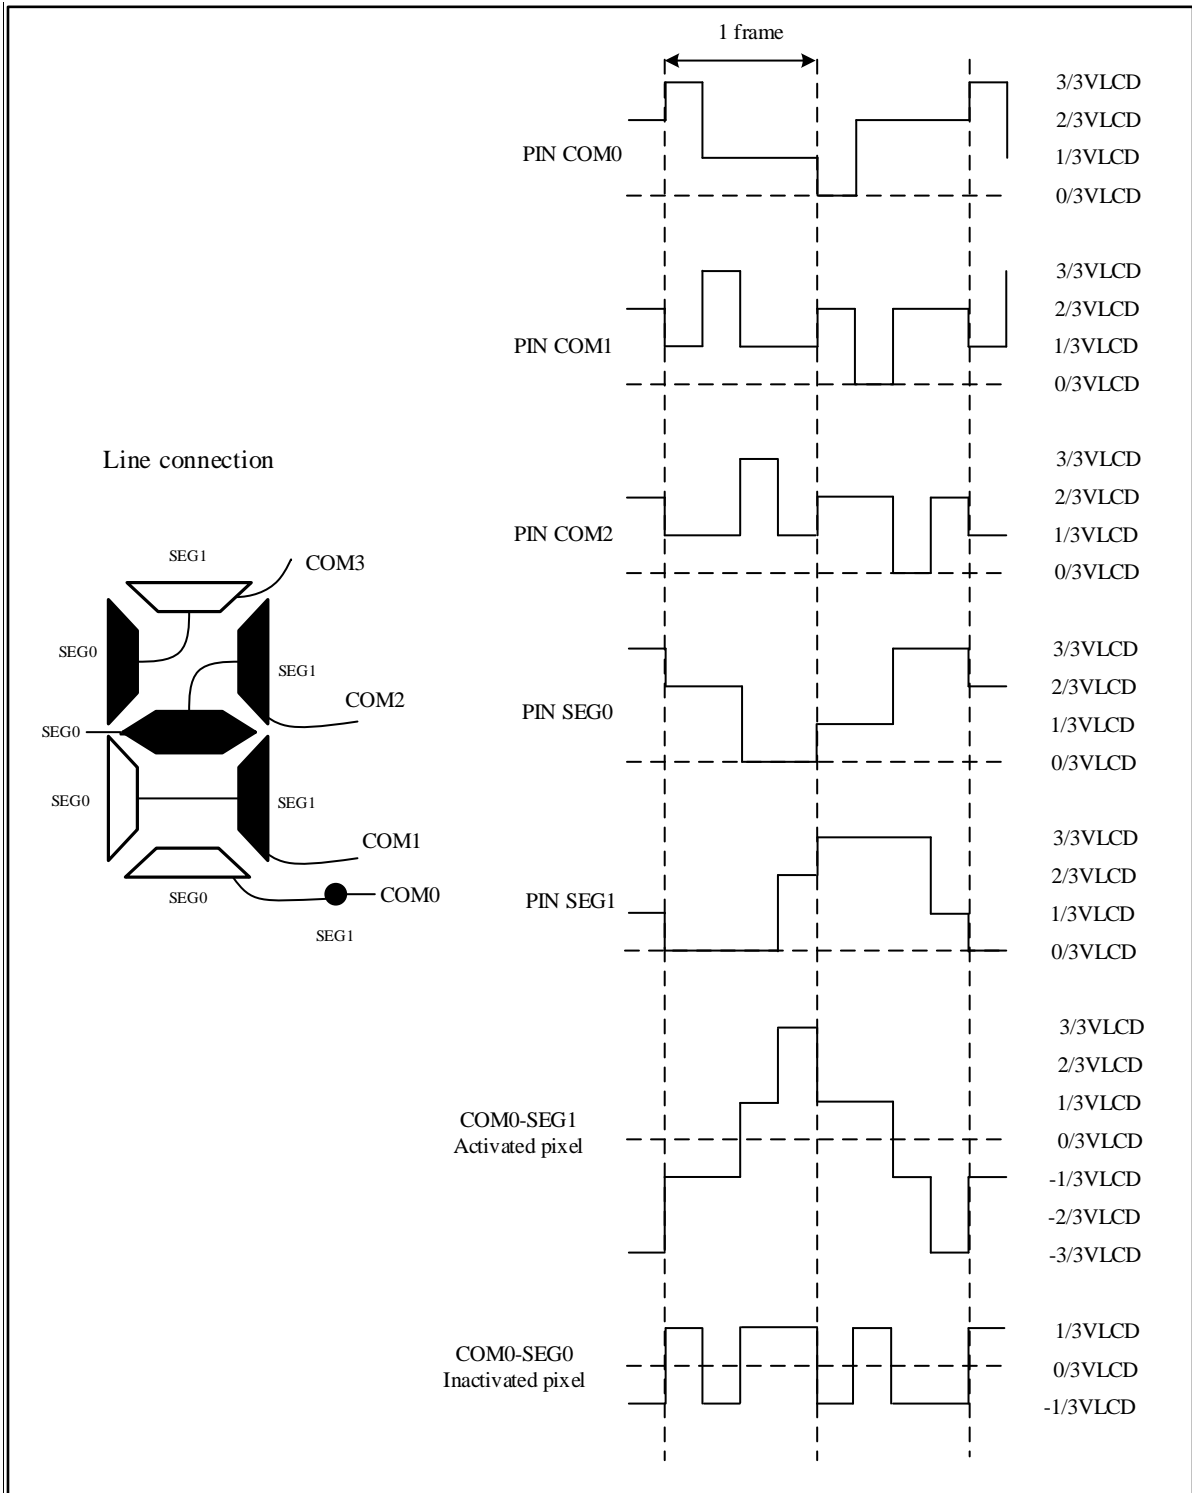 1 frame
PIN COM0
3/3VLCD
2/3VLCD
1/3VLCD
0/3VLCD
PIN COM1
3/3VLCD
2/3VLCD
1/3VLCD
0/3VLCD
Line connection
SEG1
COM3
SEG0
SEG1
COM2
SEG0
SEG0
SEG1
COM1
SEG0
COM0
SEG1
PIN COM2
3/3VLCD
2/3VLCD
1/3VLCD
0/3VLCD
PIN SEG0
3/3VLCD
2/3VLCD
1/3VLCD
0/3VLCD
PIN SEG1
3/3VLCD
2/3VLCD
1/3VLCD
0/3VLCD
COM0-SEG1
Activated pixel
3/3VLCD
2/3VLCD
1/3VLCD
0/3VLCD
-1/3VLCD
-2/3VLCD
-3/3VLCD
COM0-SEG0
Inactivated pixel
1/3VLCD
0/3VLCD
-1/3VLCD